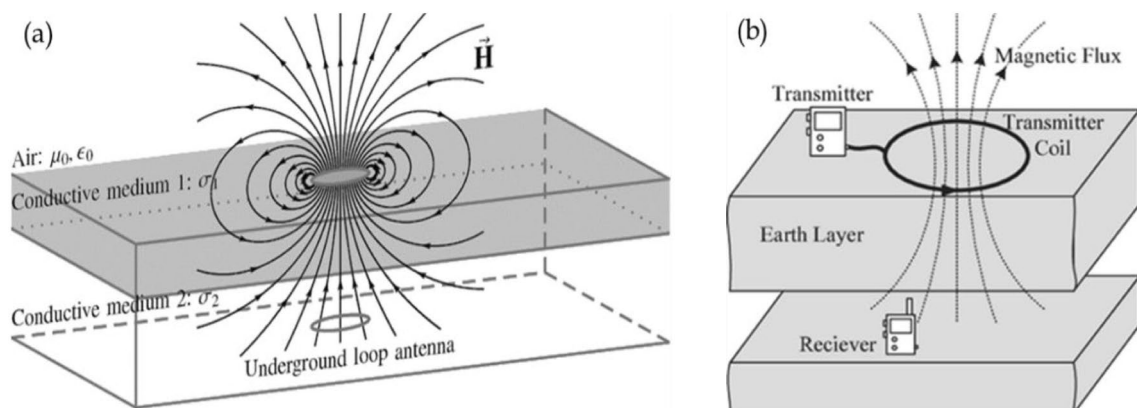 (a)
H
Air: μ₀, ϵ₀
Conductive medium 1: σ₁
Conductive medium 2: σ₂
Underground loop antenna
(b)
Magnetic Flux
Transmitter
Transmitter
Coil
Earth Layer
Reciever